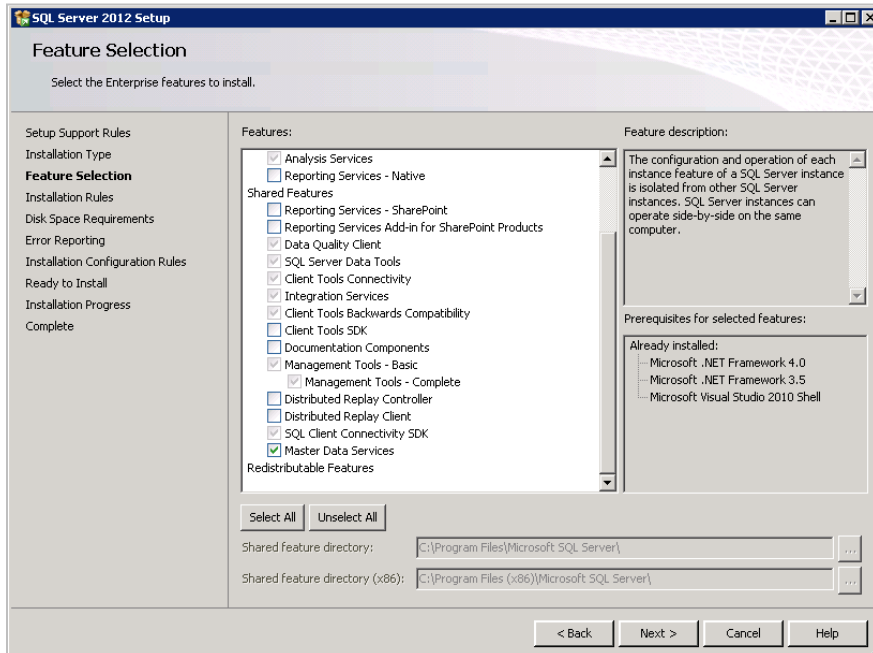 SQL Server 2012 Setup
Feature Selection
Select the Enterprise features to install.
Setup Support Rules
Installation Type
Feature Selection
Installation Rules
Disk Space Requirements
Error Reporting
Installation Configuration Rules
Ready to Install
Installation Progress
Complete
Features:
Analysis Services
Reporting Services - Native
Shared Features
Reporting Services - SharePoint
Reporting Services Add-in for SharePoint Products
Data Quality Client
SQL Server Data Tools
Client Tools Connectivity
Integration Services
Client Tools Backwards Compatibility
Client Tools SDK
Documentation Components
Management Tools - Basic
Management Tools - Complete
Distributed Replay Controller
Distributed Replay Client
SQL Client Connectivity SDK
Master Data Services
Redistributable Features
Feature description:
The configuration and operation of each
instance feature of a SQL Server instance
is isolated from other SQL Server
instances. SQL Server instances can
operate side-by-side on the same
computer.
Prerequisites for selected features:
Already installed:
Microsoft .NET Framework 4.0
Microsoft .NET Framework 3.5
Microsoft Visual Studio 2010 Shell
Select All
Unselect All
Shared feature directory:
C:\Program Files\Microsoft SQL Server\
...
Shared feature directory (x86):
C:\Program Files (x86)\Microsoft SQL Server\
...
< Back
Next >
Cancel
Help